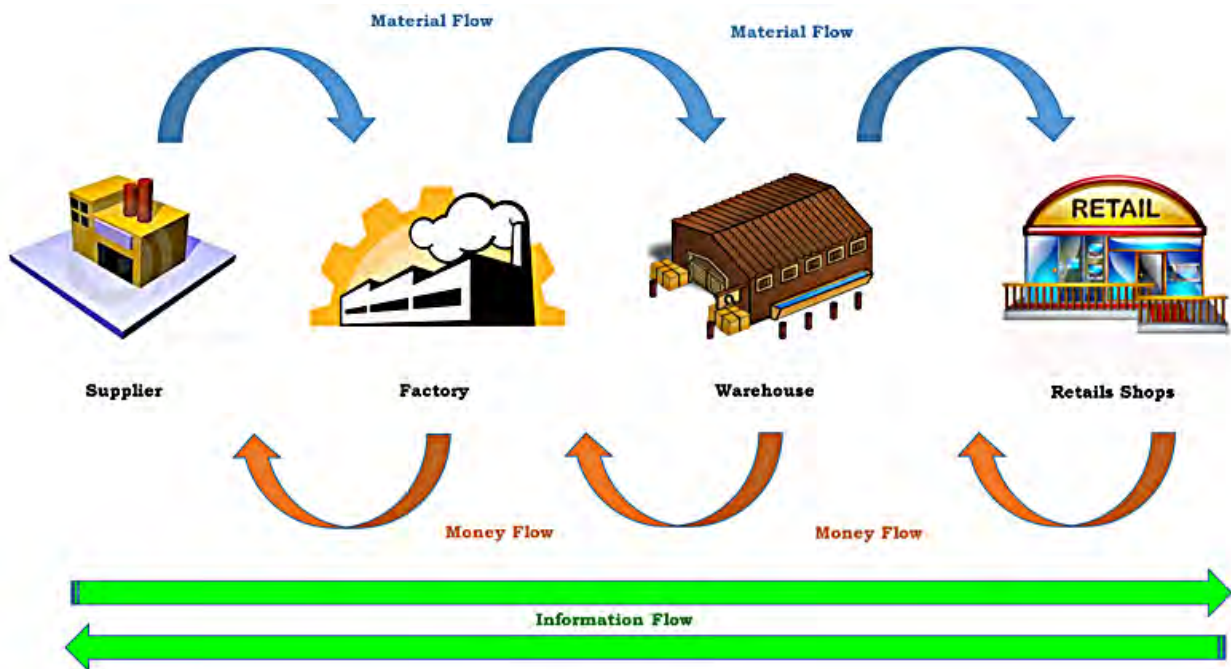 Material Flow
Material Flow
RETAIL
Supplier
Factory
Warehouse
Retails Shops
Money Flow
Money Flow
Information Flow